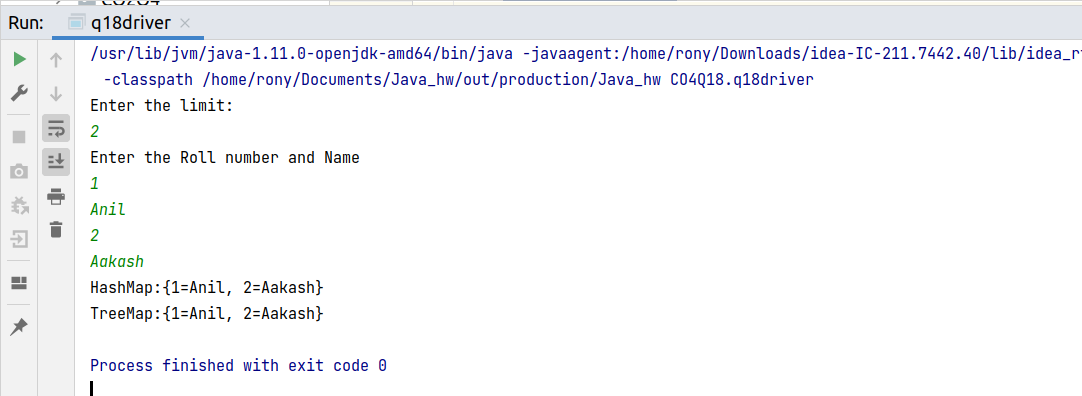 Run: q18driver
/usr/lib/jvm/java-1.11.0-openjdk-amd64/bin/java -javaagent:/home/rony/Downloads/idea-IC-211.7442.40/lib/idea_r
-classpath /home/rony/Documents/Java_hw/out/production/Java_hw CO4Q18.q18driver
Enter the limit:
2
Enter the Roll number and Name
1
Anil
2
Aakash
HashMap:{1=Anil, 2=Aakash}
TreeMap:{1=Anil, 2=Aakash}
Process finished with exit code 0